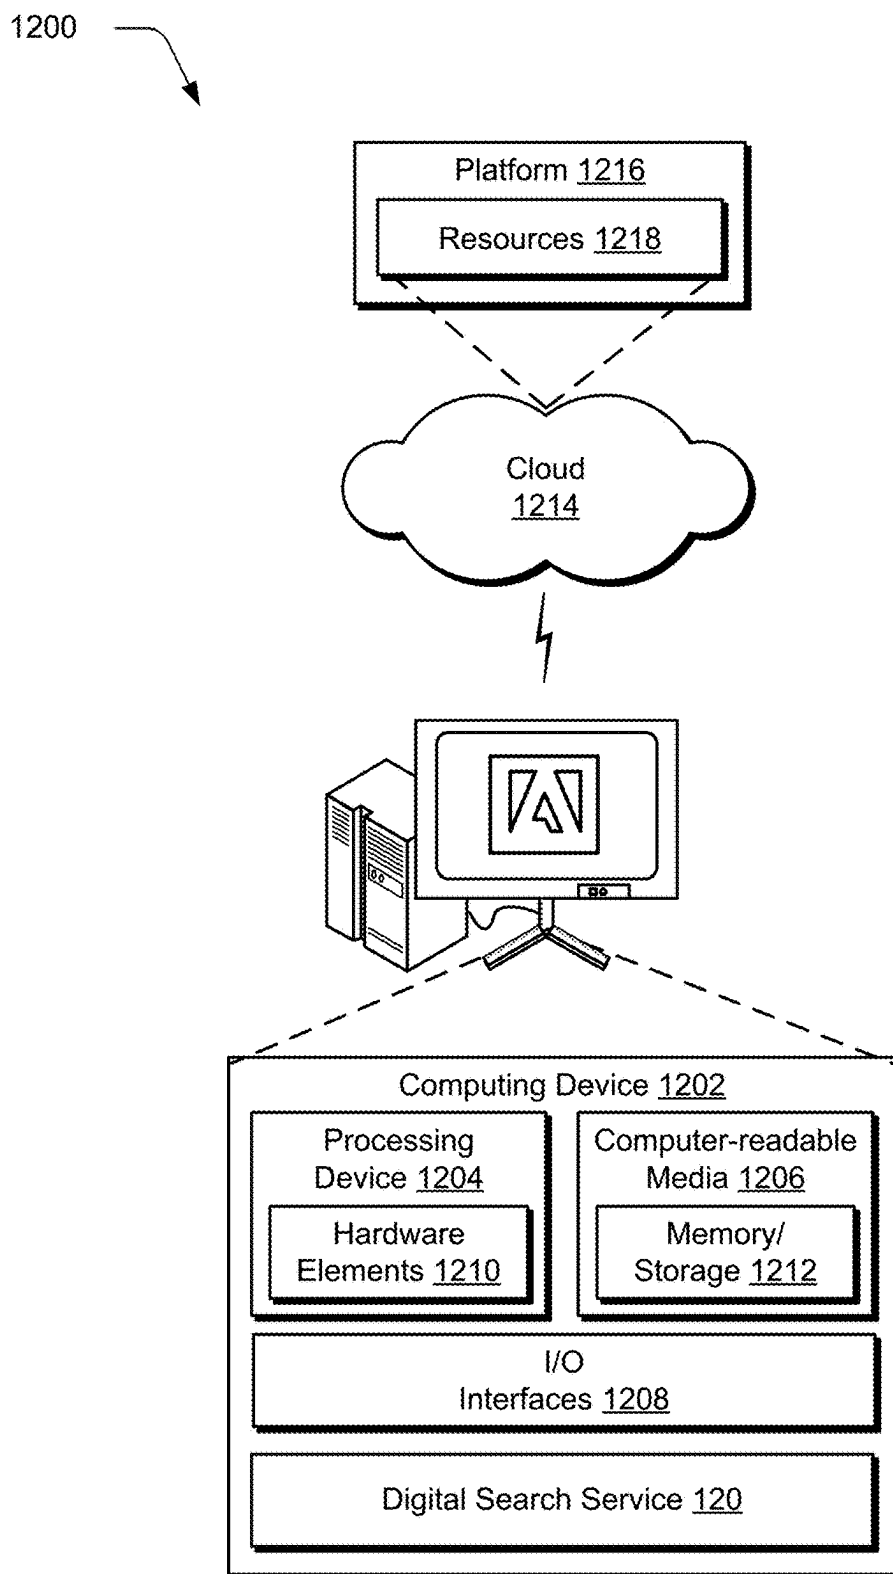 1200
Platform 1216
Resources 1218
Cloud
1214
Computing Device 1202
Processing
Device 1204
Hardware
Elements 1210
Computer-readable
Media 1206
Memory/
Storage 1212
I/O
Interfaces 1208
Digital Search Service 120